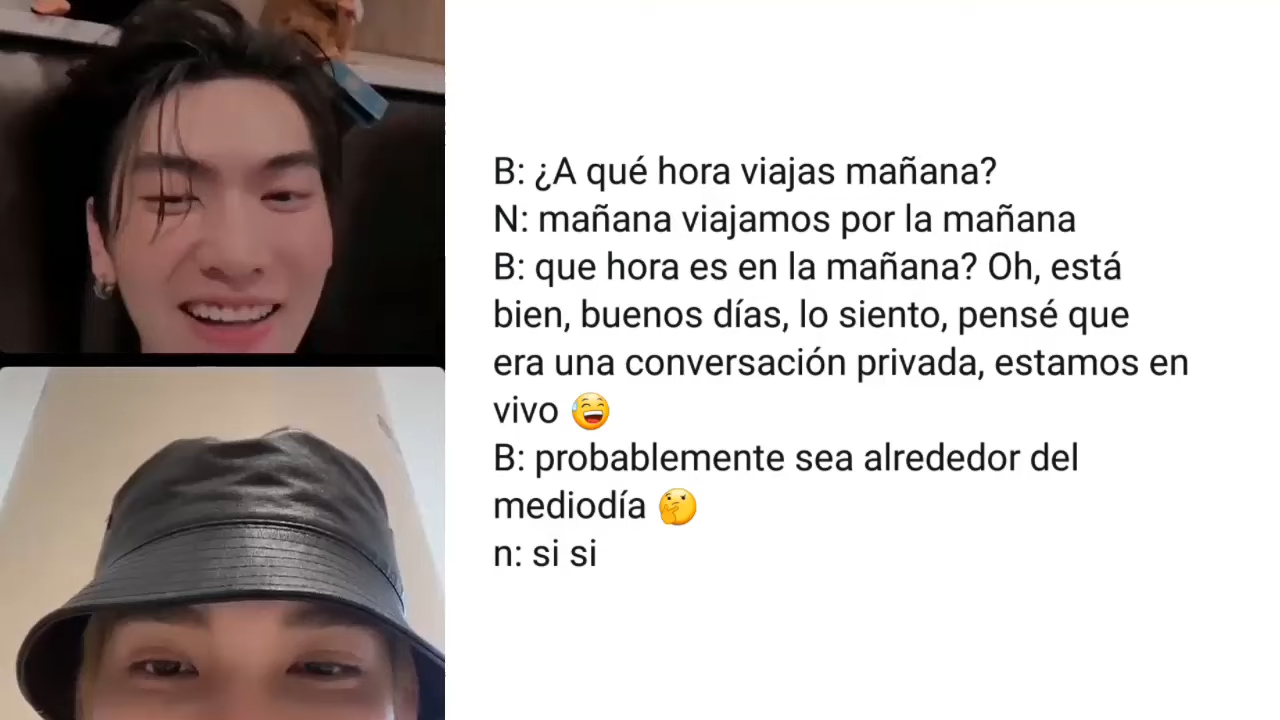 B: ¿A qué hora viajas mañana?
N: mañana viajamos por la mañana
B: que hora es en la mañana? Oh, está
bien, buenos días, lo siento, pensé que
era una conversación privada, estamos en
vivo 😅
B: probablemente sea alrededor del
mediodía 🤔
n: si si